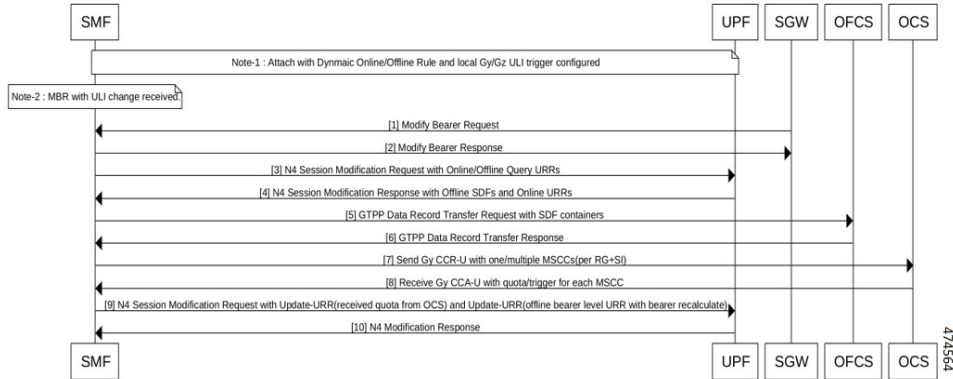 SMF UPF SGW OFCS OCS
Note-1 : Attach with Dynmaic Online/Offline Rule and local Gy/Gz ULI trigger configured
Note-2 : MBR with ULI change received.
[1] Modify Bearer Request
[2] Modify Bearer Response
[3] N4 Session Modification Request with Online/Offline Query URRs
[4] N4 Session Modification Response with Offline SDFs and Online URRs
[5] GTPP Data Record Transfer Request with SDF containers
[6] GTPP Data Record Transfer Response
[7] Send Gy CCR-U with one/multiple MSCCs(per RG+SI)
[8] Receive Gy CCA-U with quota/trigger for each MSCC
[9] N4 Session Modification Request with Update-URR(received quota from OCS) and Update-URR(offline bearer level URR with bearer recalculate)
[10] N4 Modification Response
SMF UPF SGW OFCS OCS
474564